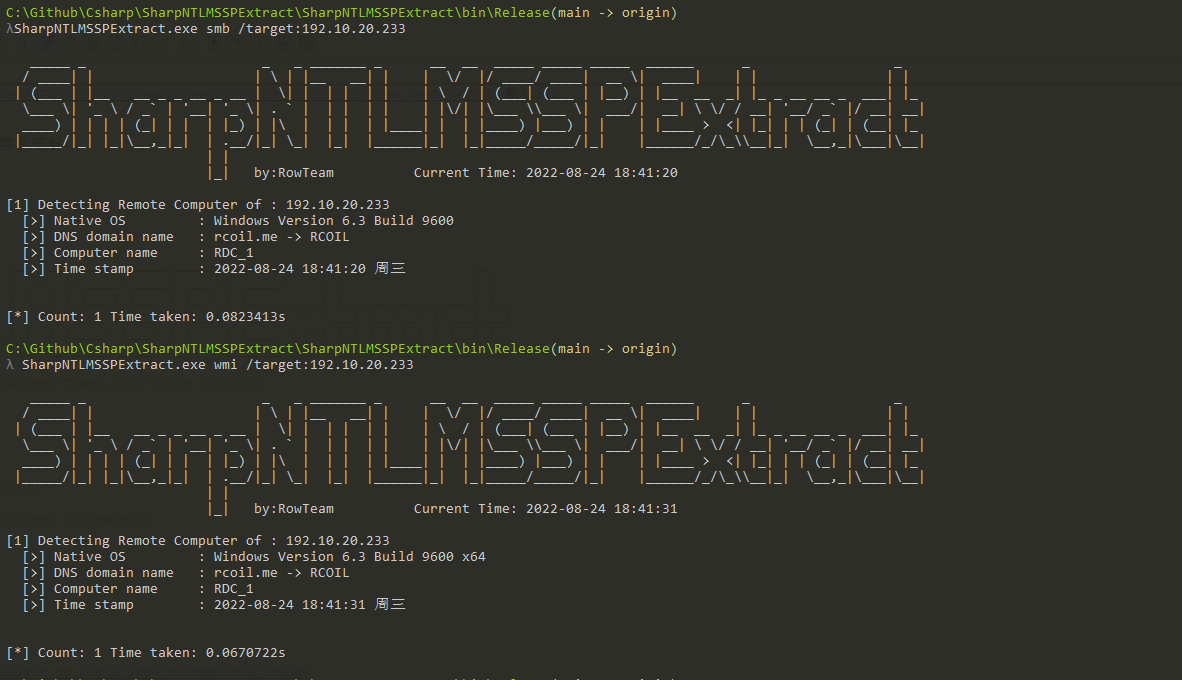 C:\Github\Csharp\SharpNTLMSSPExtract\SharpNTLMSSPExtract\bin\Release(main -> origin)
λSharpNTLMSSPExtract.exe smb /target:192.10.20.233
SharpNTLMSSPExtract
by:RowTeam Current Time: 2022-08-24 18:41:20
[1] Detecting Remote Computer of : 192.10.20.233
[>] Native OS : Windows Version 6.3 Build 9600
[>] DNS domain name : rcoil.me -> RCOIL
[>] Computer name : RDC_1
[>] Time stamp : 2022-08-24 18:41:20 周三
[*] Count: 1 Time taken: 0.0823413s
C:\Github\Csharp\SharpNTLMSSPExtract\SharpNTLMSSPExtract\bin\Release(main -> origin)
λ SharpNTLMSSPExtract.exe wmi /target:192.10.20.233
SharpNTLMSSPExtract
by:RowTeam Current Time: 2022-08-24 18:41:31
[1] Detecting Remote Computer of : 192.10.20.233
[>] Native OS : Windows Version 6.3 Build 9600 x64
[>] DNS domain name : rcoil.me -> RCOIL
[>] Computer name : RDC_1
[>] Time stamp : 2022-08-24 18:41:31 周三
[*] Count: 1 Time taken: 0.0670722s